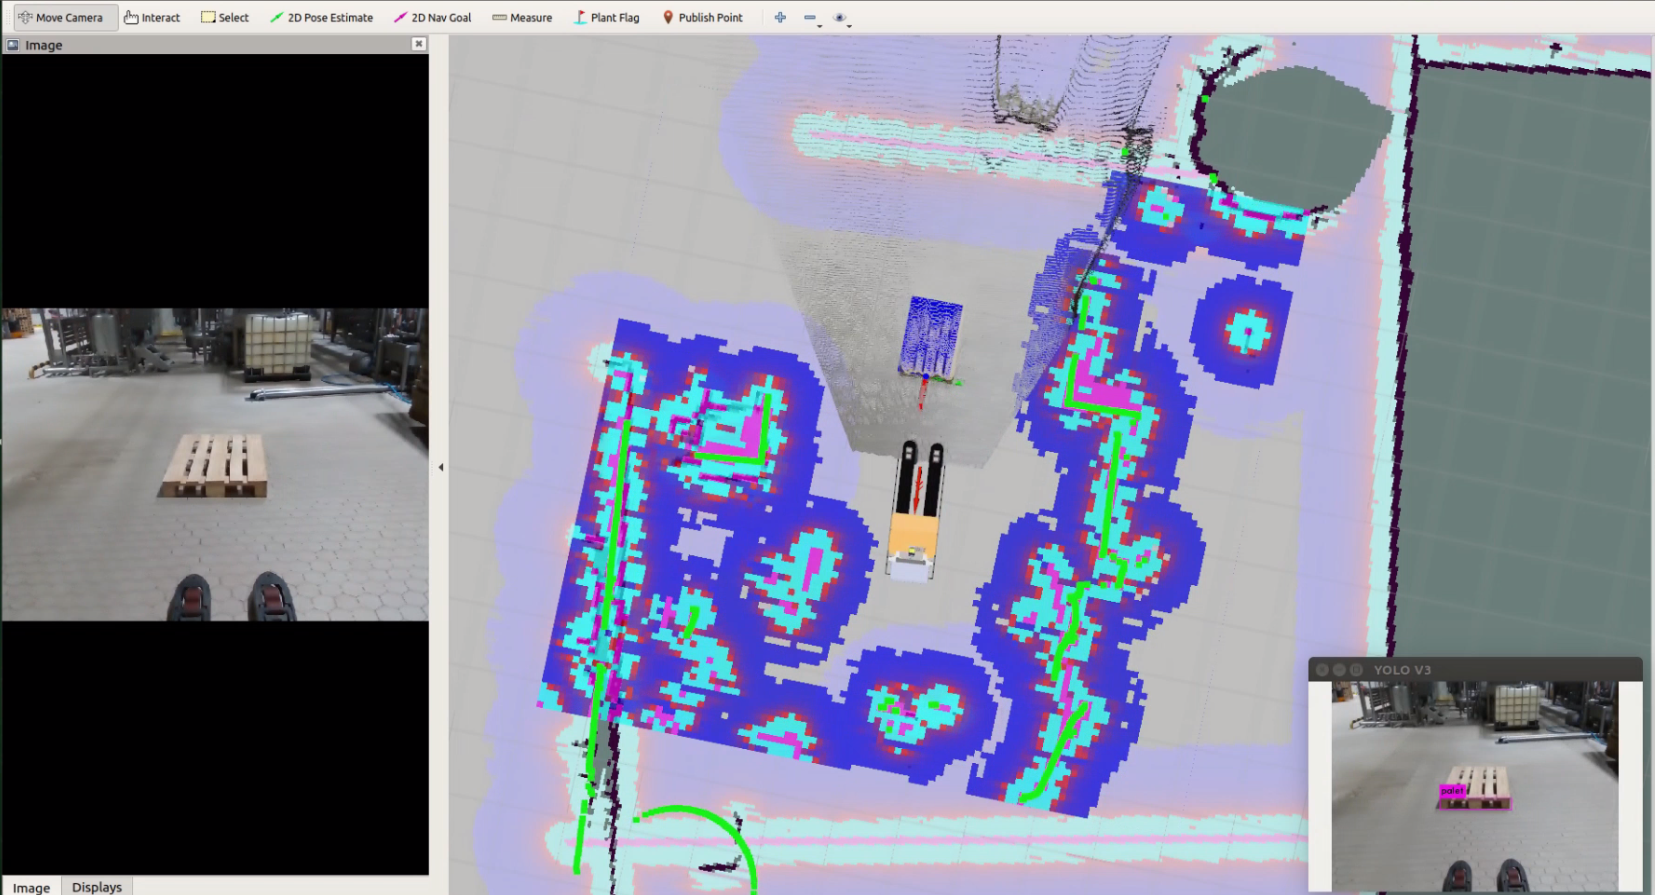 Move Camera Interact Select 2D Pose Estimate 2D Nav Goal Measure Plant Flag Publish Point
Image
YOLO V3
palet
Image Displays